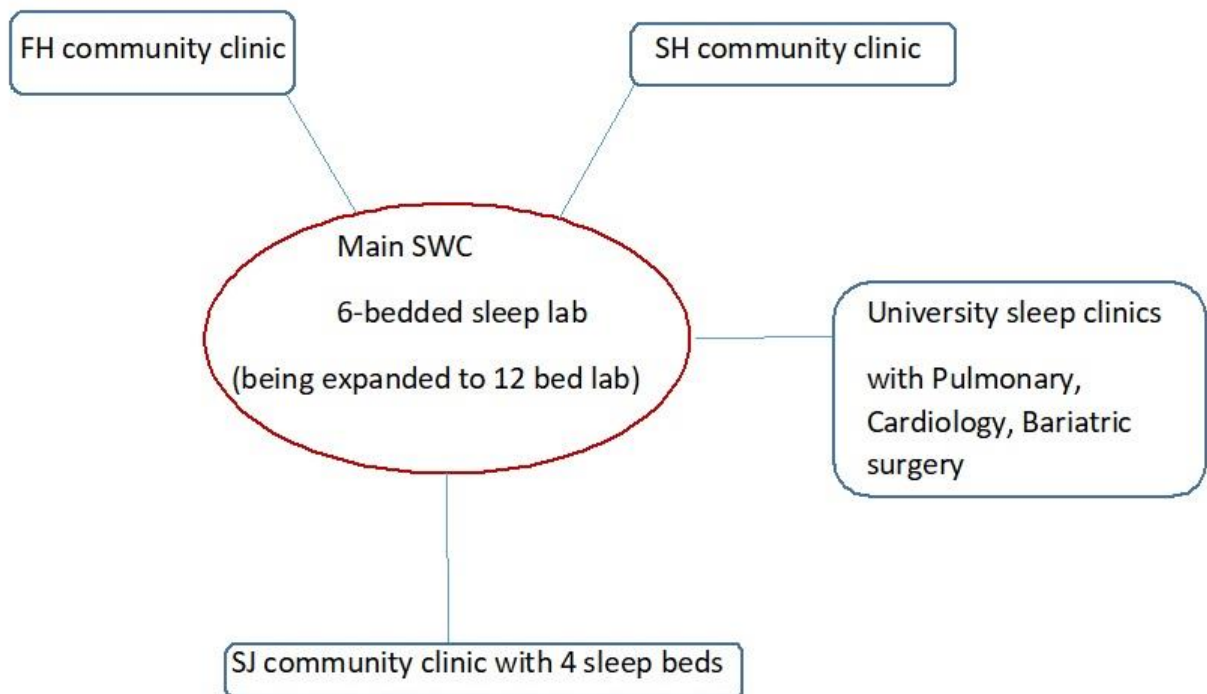 FH community clinic
SH community clinic
Main SWC
6-bedded sleep lab
(being expanded to 12 bed lab)
University sleep clinics
with Pulmonary,
Cardiology, Bariatric
surgery
SJ community clinic with 4 sleep beds